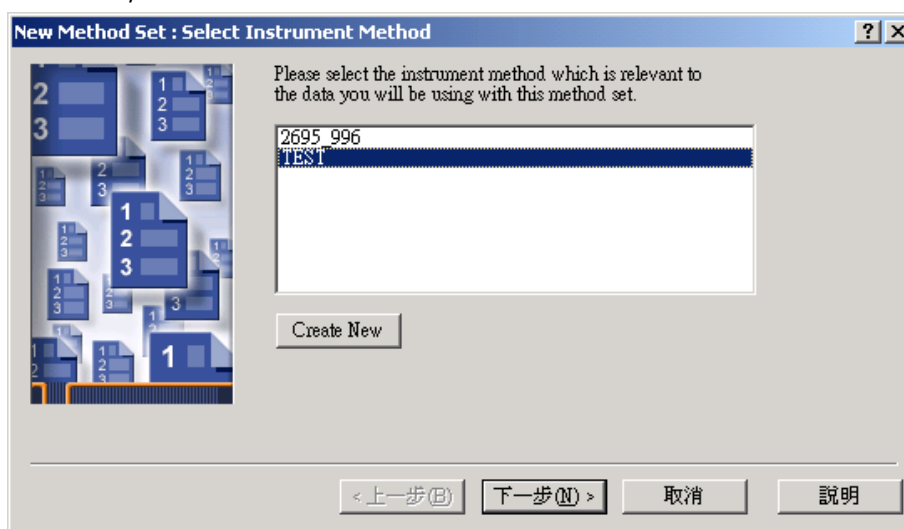 New Method Set : Select Instrument Method
Please select the instrument method which is relevant to
the data you will be using with this method set.
2695_996
TEST
Create New
<上一步(B)
下一步(N) >
取消
說明